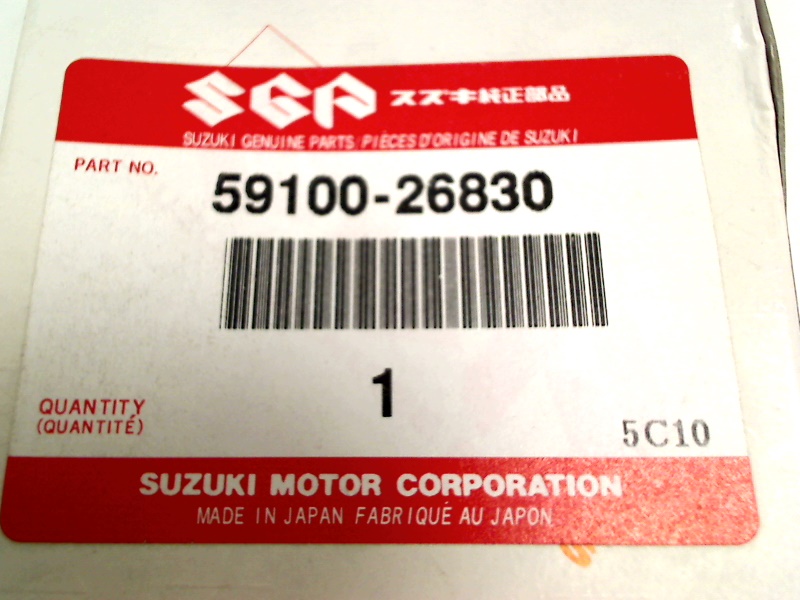 SGP スズキ純正部品
SUZUKI GENUINE PARTS/PIÈCES D'ORIGINE DE SUZUKI
PART NO.
59100-26830
1
QUANTITY
(QUANTITÉ)
5C10
SUZUKI MOTOR CORPORATION
MADE IN JAPAN FABRIQUÉ AU JAPON